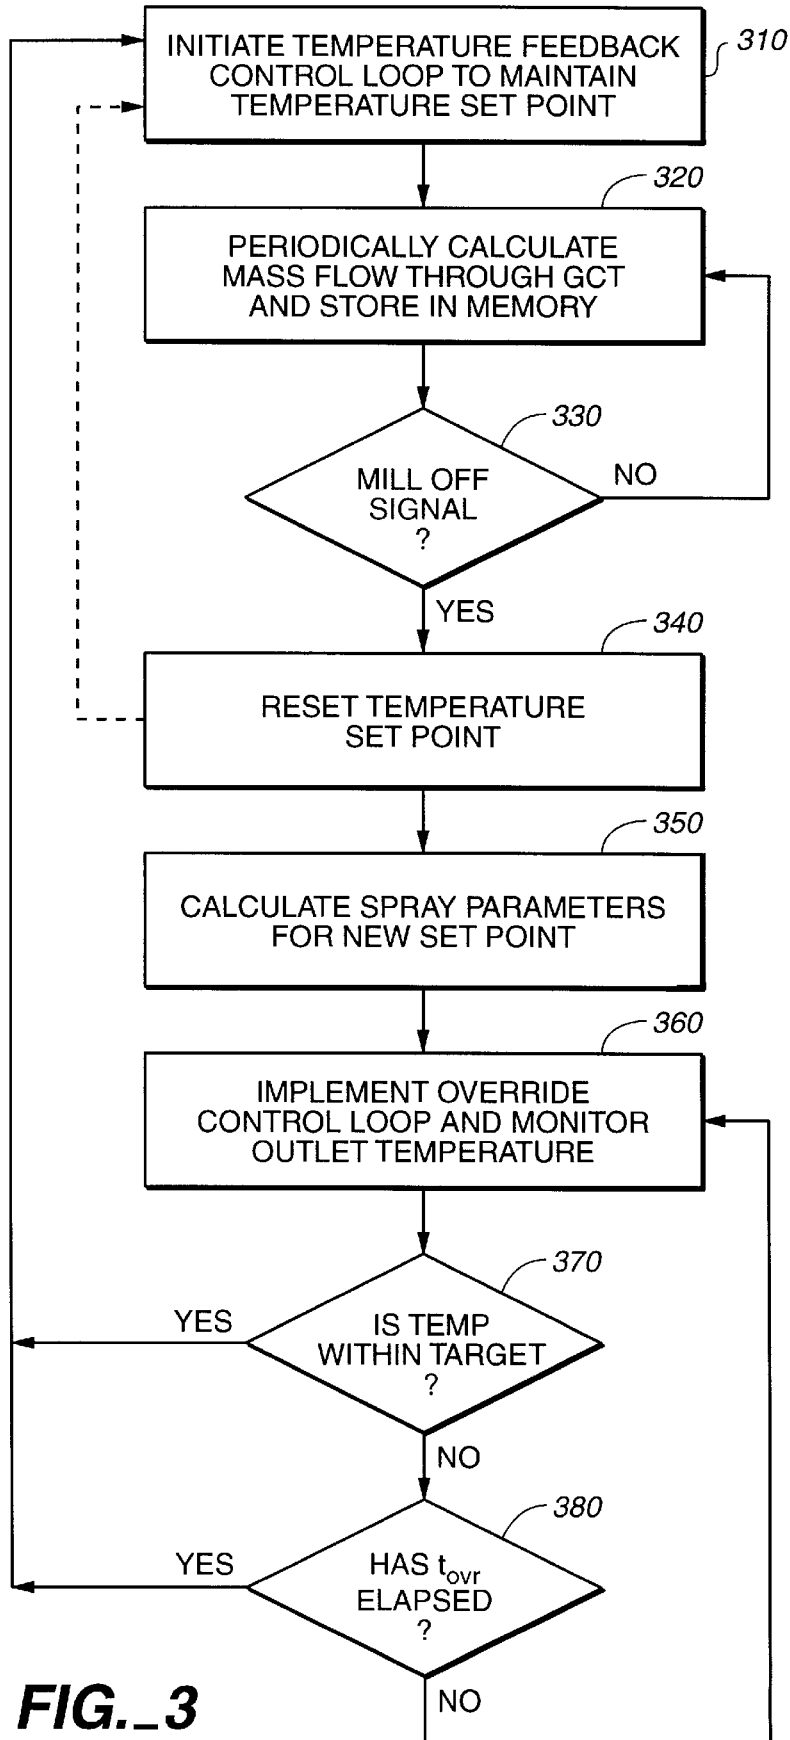 INITIATE TEMPERATURE FEEDBACK
CONTROL LOOP TO MAINTAIN
TEMPERATURE SET POINT
310
320
PERIODICALLY CALCULATE
MASS FLOW THROUGH GCT
AND STORE IN MEMORY
330
MILL OFF
SIGNAL
?
NO
YES
340
RESET TEMPERATURE
SET POINT
350
CALCULATE SPRAY PARAMETERS
FOR NEW SET POINT
360
IMPLEMENT OVERRIDE
CONTROL LOOP AND MONITOR
OUTLET TEMPERATURE
370
YES
IS TEMP
WITHIN TARGET
?
NO
380
YES
HAS tovr
ELAPSED
?
NO
FIG._3